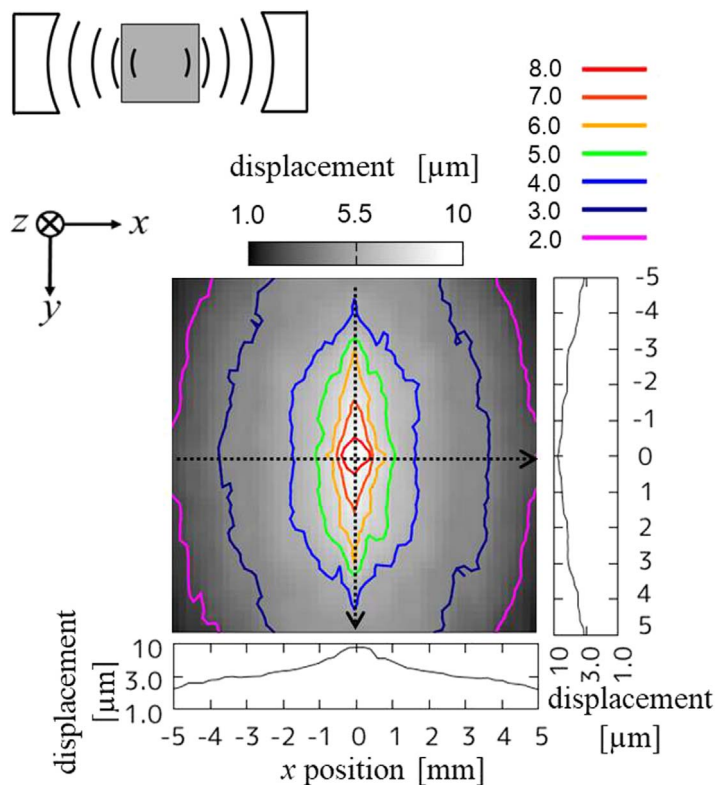 8.0
7.0
6.0
5.0
4.0
3.0
2.0
displacement [μm]
1.0 5.5 10
z x
y
-5
-4
-3
-2
-1
0
1
2
3
4
5
10 3.0 1.0
displacement
[μm]
displacement
[μm]
10
3.0
1.0
-5 -4 -3 -2 -1 0 1 2 3 4 5
x position [mm]